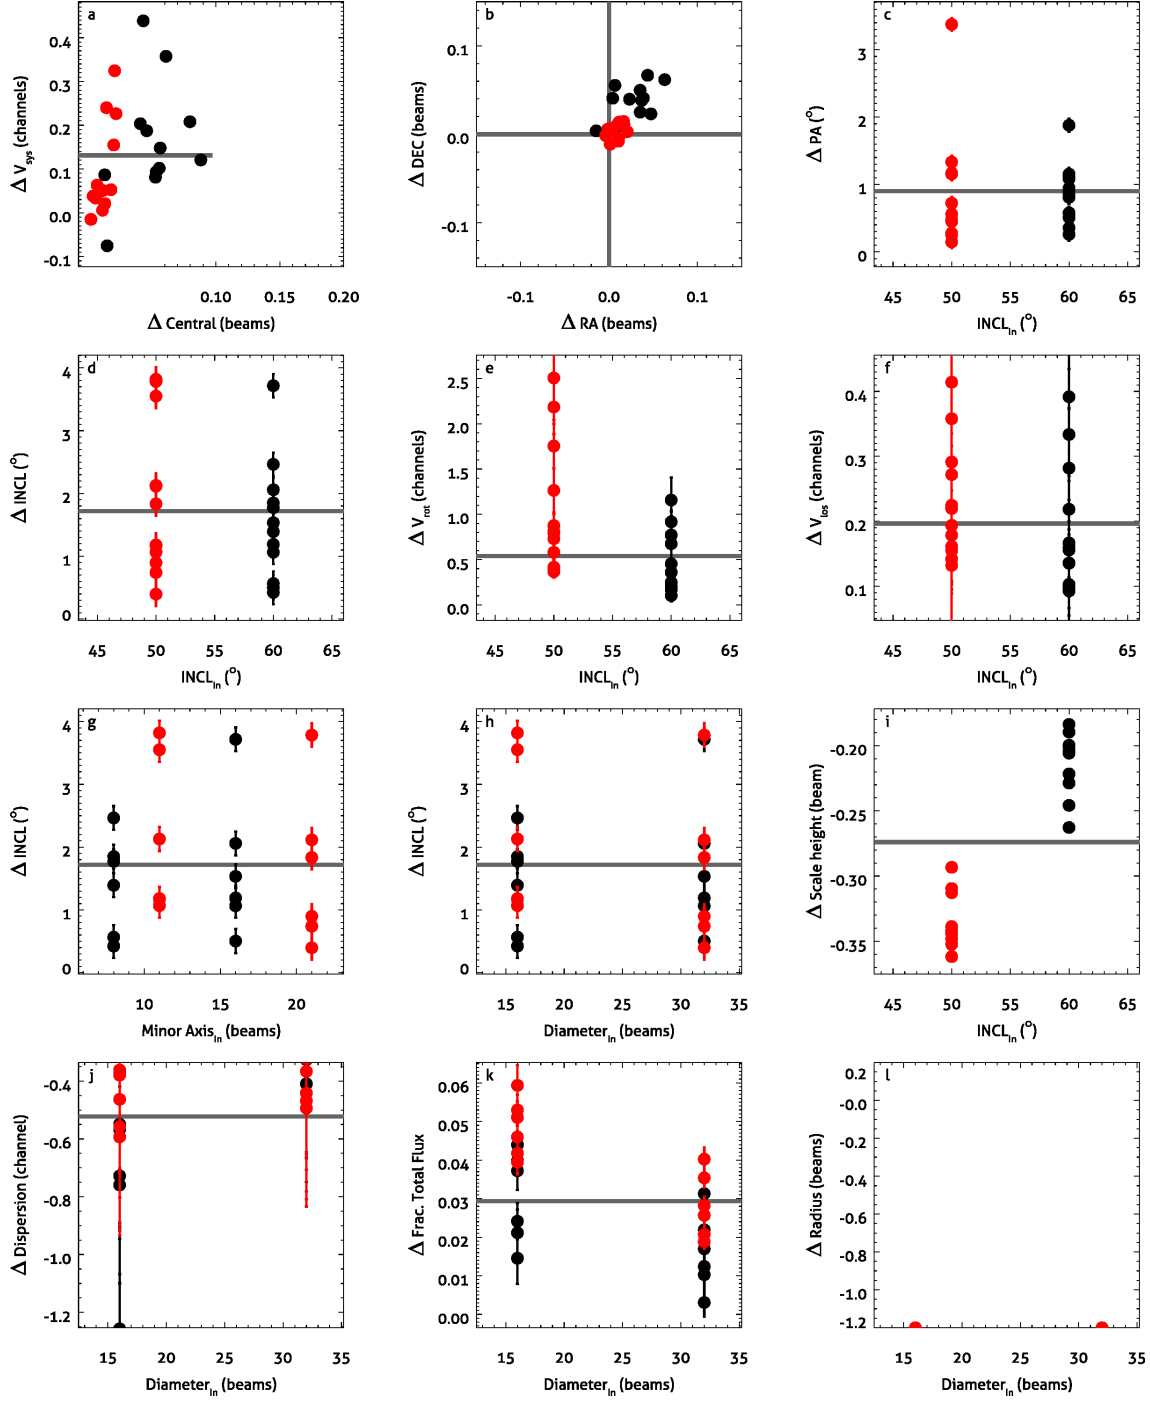 a
0.4
0.3
0.2
0.1
0.0
-0.1
Δ Vsys (channels)
0.10 0.15 0.20
Δ Central (beams)
b
0.1
0.0
-0.1
Δ DEC (beams)
-0.1 0.0 0.1
Δ RA (beams)
c
3
2
1
0
Δ PA (°)
45 50 55 60 65
INCLIn (°)
d
4
3
2
1
0
Δ INCL (°)
45 50 55 60 65
INCLIn (°)
e
2.5
2.0
1.5
1.0
0.5
0.0
Δ Vrot (channels)
45 50 55 60 65
INCLIn (°)
f
0.4
0.3
0.2
0.1
Δ Vlos (channels)
45 50 55 60 65
INCLIn (°)
g
4
3
2
1
0
Δ INCL (°)
10 15 20
Minor AxisIn (beams)
h
4
3
2
1
0
Δ INCL (°)
15 20 25 30 35
DiameterIn (beams)
i
-0.20
-0.25
-0.30
-0.35
Δ Scale height (beam)
45 50 55 60 65
INCLIn (°)
j
-0.4
-0.6
-0.8
-1.0
-1.2
Δ Dispersion (channel)
15 20 25 30 35
DiameterIn (beams)
k
0.06
0.05
0.04
0.03
0.02
0.01
0.00
Δ Frac. Total Flux
15 20 25 30 35
DiameterIn (beams)
l
0.2
-0.0
-0.2
-0.4
-0.6
-0.8
-1.0
-1.2
Δ Radius (beams)
15 20 25 30 35
DiameterIn (beams)